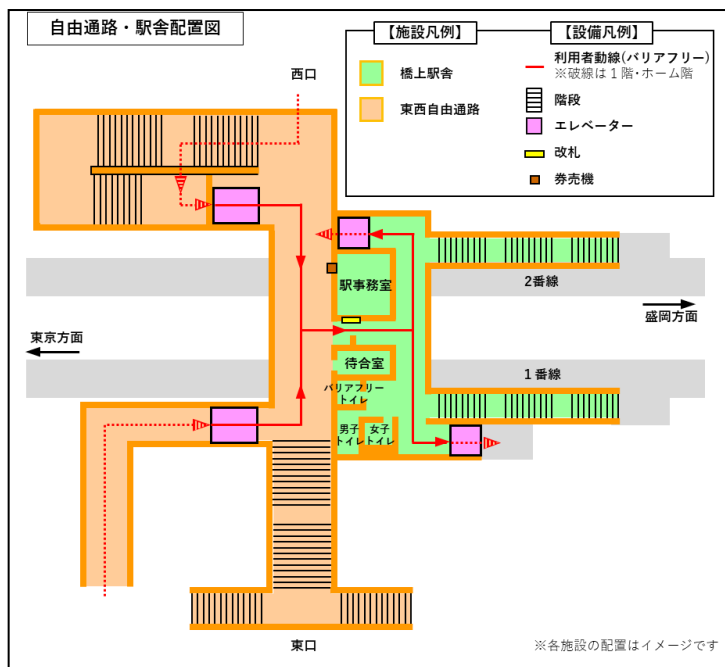 自由通路・駅舎配置図
【施設凡例】
橋上駅舎
東西自由通路
【設備凡例】
利用者動線(バリアフリー)
※破線は１階・ホーム階
階段
エレベーター
改札
券売機
西口
駅事務室
2番線
盛岡方面
東京方面
待合室
１番線
バリアフリー
トイレ
男子
トイレ
女子
トイレ
東口
※各施設の配置はイメージです